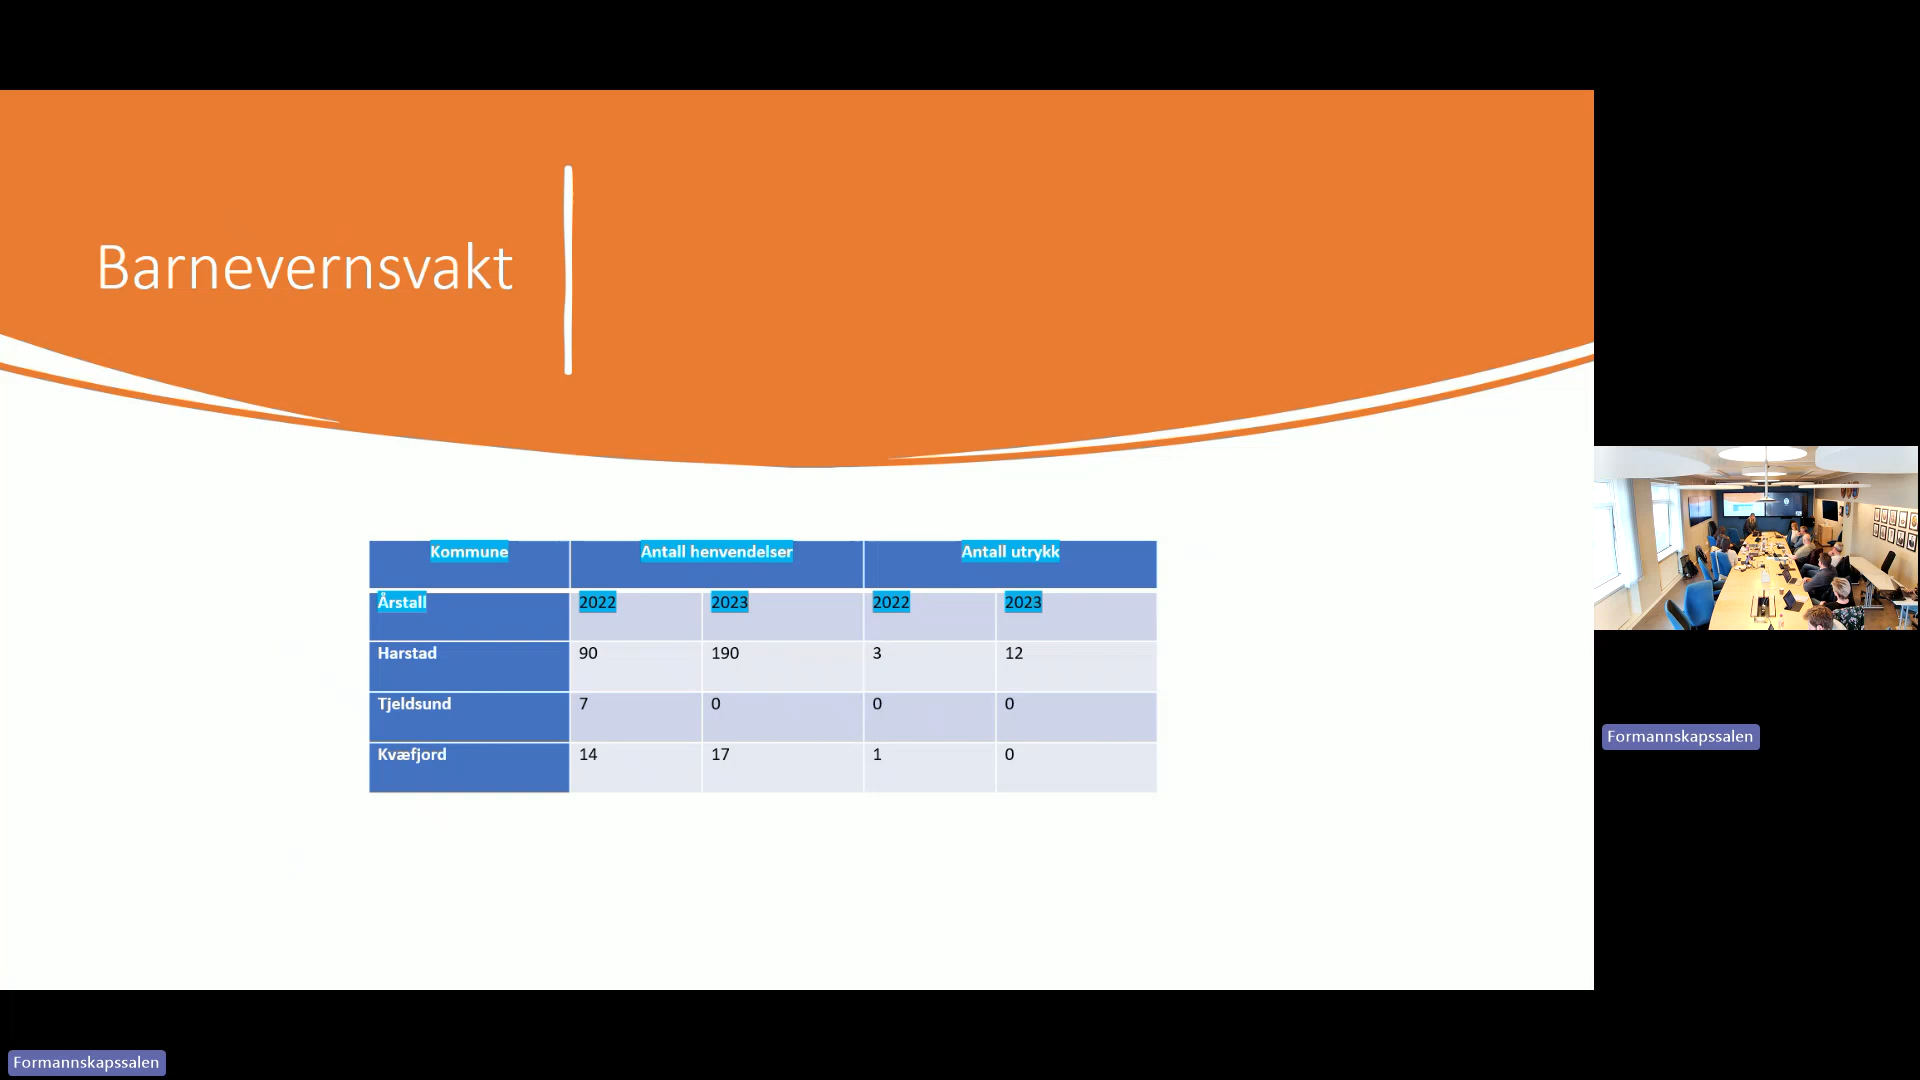 Barnevernsvakt
Kommune Antall henvendelser Antall utrykk
Årstall 2022 2023 2022 2023
Harstad 90 190 3 12
Tjeldsund 7 0 0 0
Kvæfjord 14 17 1 0
Formannskapssalen
Formannskapssalen